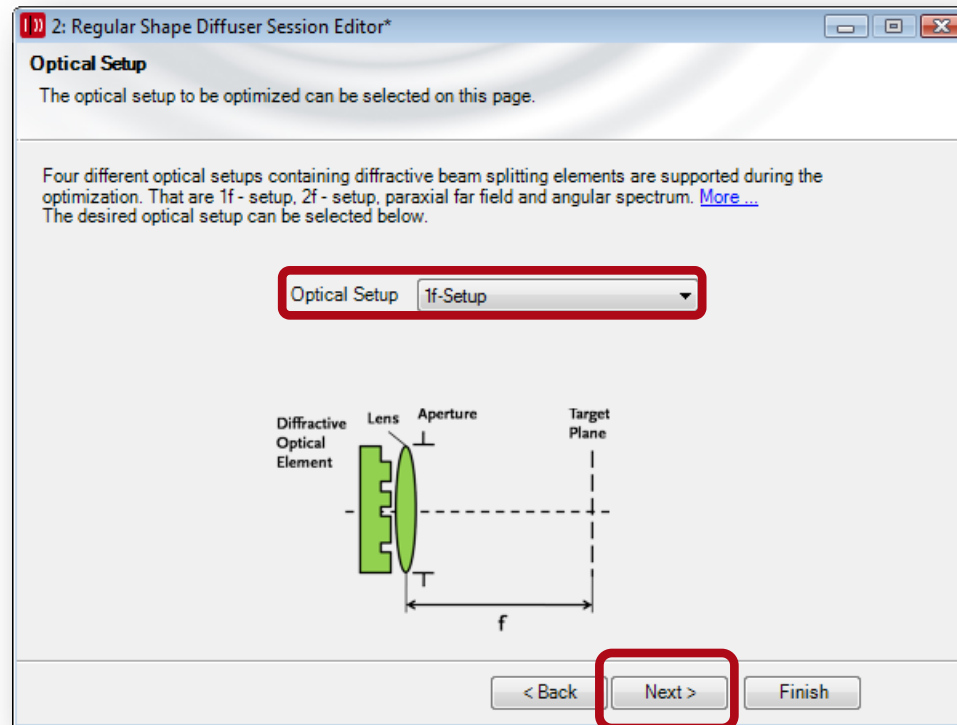 2: Regular Shape Diffuser Session Editor*
Optical Setup
The optical setup to be optimized can be selected on this page.
Four different optical setups containing diffractive beam splitting elements are supported during the
optimization. That are 1f - setup, 2f - setup, paraxial far field and angular spectrum. More ...
The desired optical setup can be selected below.
Optical Setup 1f-Setup
Diffractive
Optical
Element
Lens
Aperture
Target
Plane
f
< Back Next > Finish